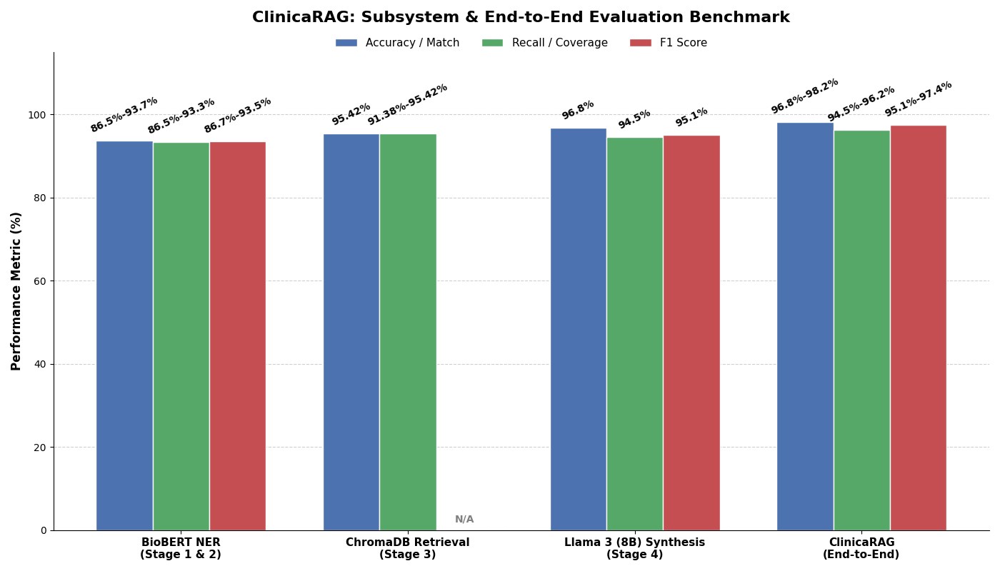 ClinicaRAG: Subsystem & End-to-End Evaluation Benchmark
Accuracy / Match
Recall / Coverage
F1 Score
Performance Metric (%)
100
80
60
40
20
0
86.5%-93.7%
86.5%-93.3%
86.7%-93.5%
95.42%
91.38%-95.42%
N/A
96.8%
94.5%
95.1%
96.8%-98.2%
94.5%-96.2%
95.1%-97.4%
BioBERT NER
(Stage 1 & 2)
ChromaDB Retrieval
(Stage 3)
Llama 3 (8B) Synthesis
(Stage 4)
ClinicaRAG
(End-to-End)